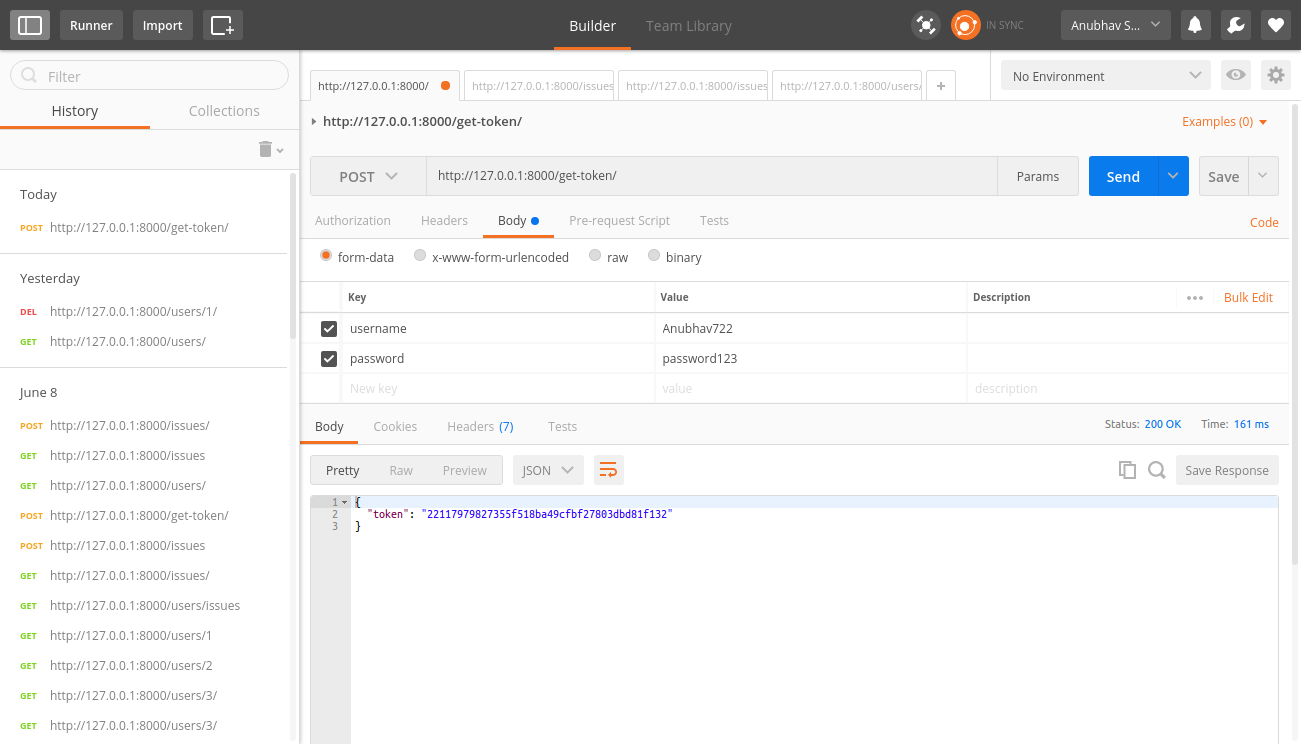 Runner Import Builder Team Library IN SYNC Anubhav S...
Filter
History Collections
Today
POST http://127.0.0.1:8000/get-token/
Yesterday
DEL http://127.0.0.1:8000/users/1/
GET http://127.0.0.1:8000/users/
June 8
POST http://127.0.0.1:8000/issues/
GET http://127.0.0.1:8000/issues
GET http://127.0.0.1:8000/users/
POST http://127.0.0.1:8000/get-token/
POST http://127.0.0.1:8000/issues
GET http://127.0.0.1:8000/issues/
GET http://127.0.0.1:8000/users/issues
GET http://127.0.0.1:8000/users/1
GET http://127.0.0.1:8000/users/2
GET http://127.0.0.1:8000/users/3/
GET http://127.0.0.1:8000/users/3/
http://127.0.0.1:8000/ http://127.0.0.1:8000/issues http://127.0.0.1:8000/issues http://127.0.0.1:8000/users/ + No Environment
http://127.0.0.1:8000/get-token/ Examples (0)
POST http://127.0.0.1:8000/get-token/ Params Send Save
Authorization Headers Body Pre-request Script Tests Code
form-data x-www-form-urlencoded raw binary
Key Value Description ••• Bulk Edit
username Anubhav722
password password123
New key value description
Body Cookies Headers (7) Tests Status: 200 OK Time: 161 ms
Pretty Raw Preview JSON Save Response
1 {
2 "token": "22117979827355f518ba49cfbf27803dbd81f132"
3 }